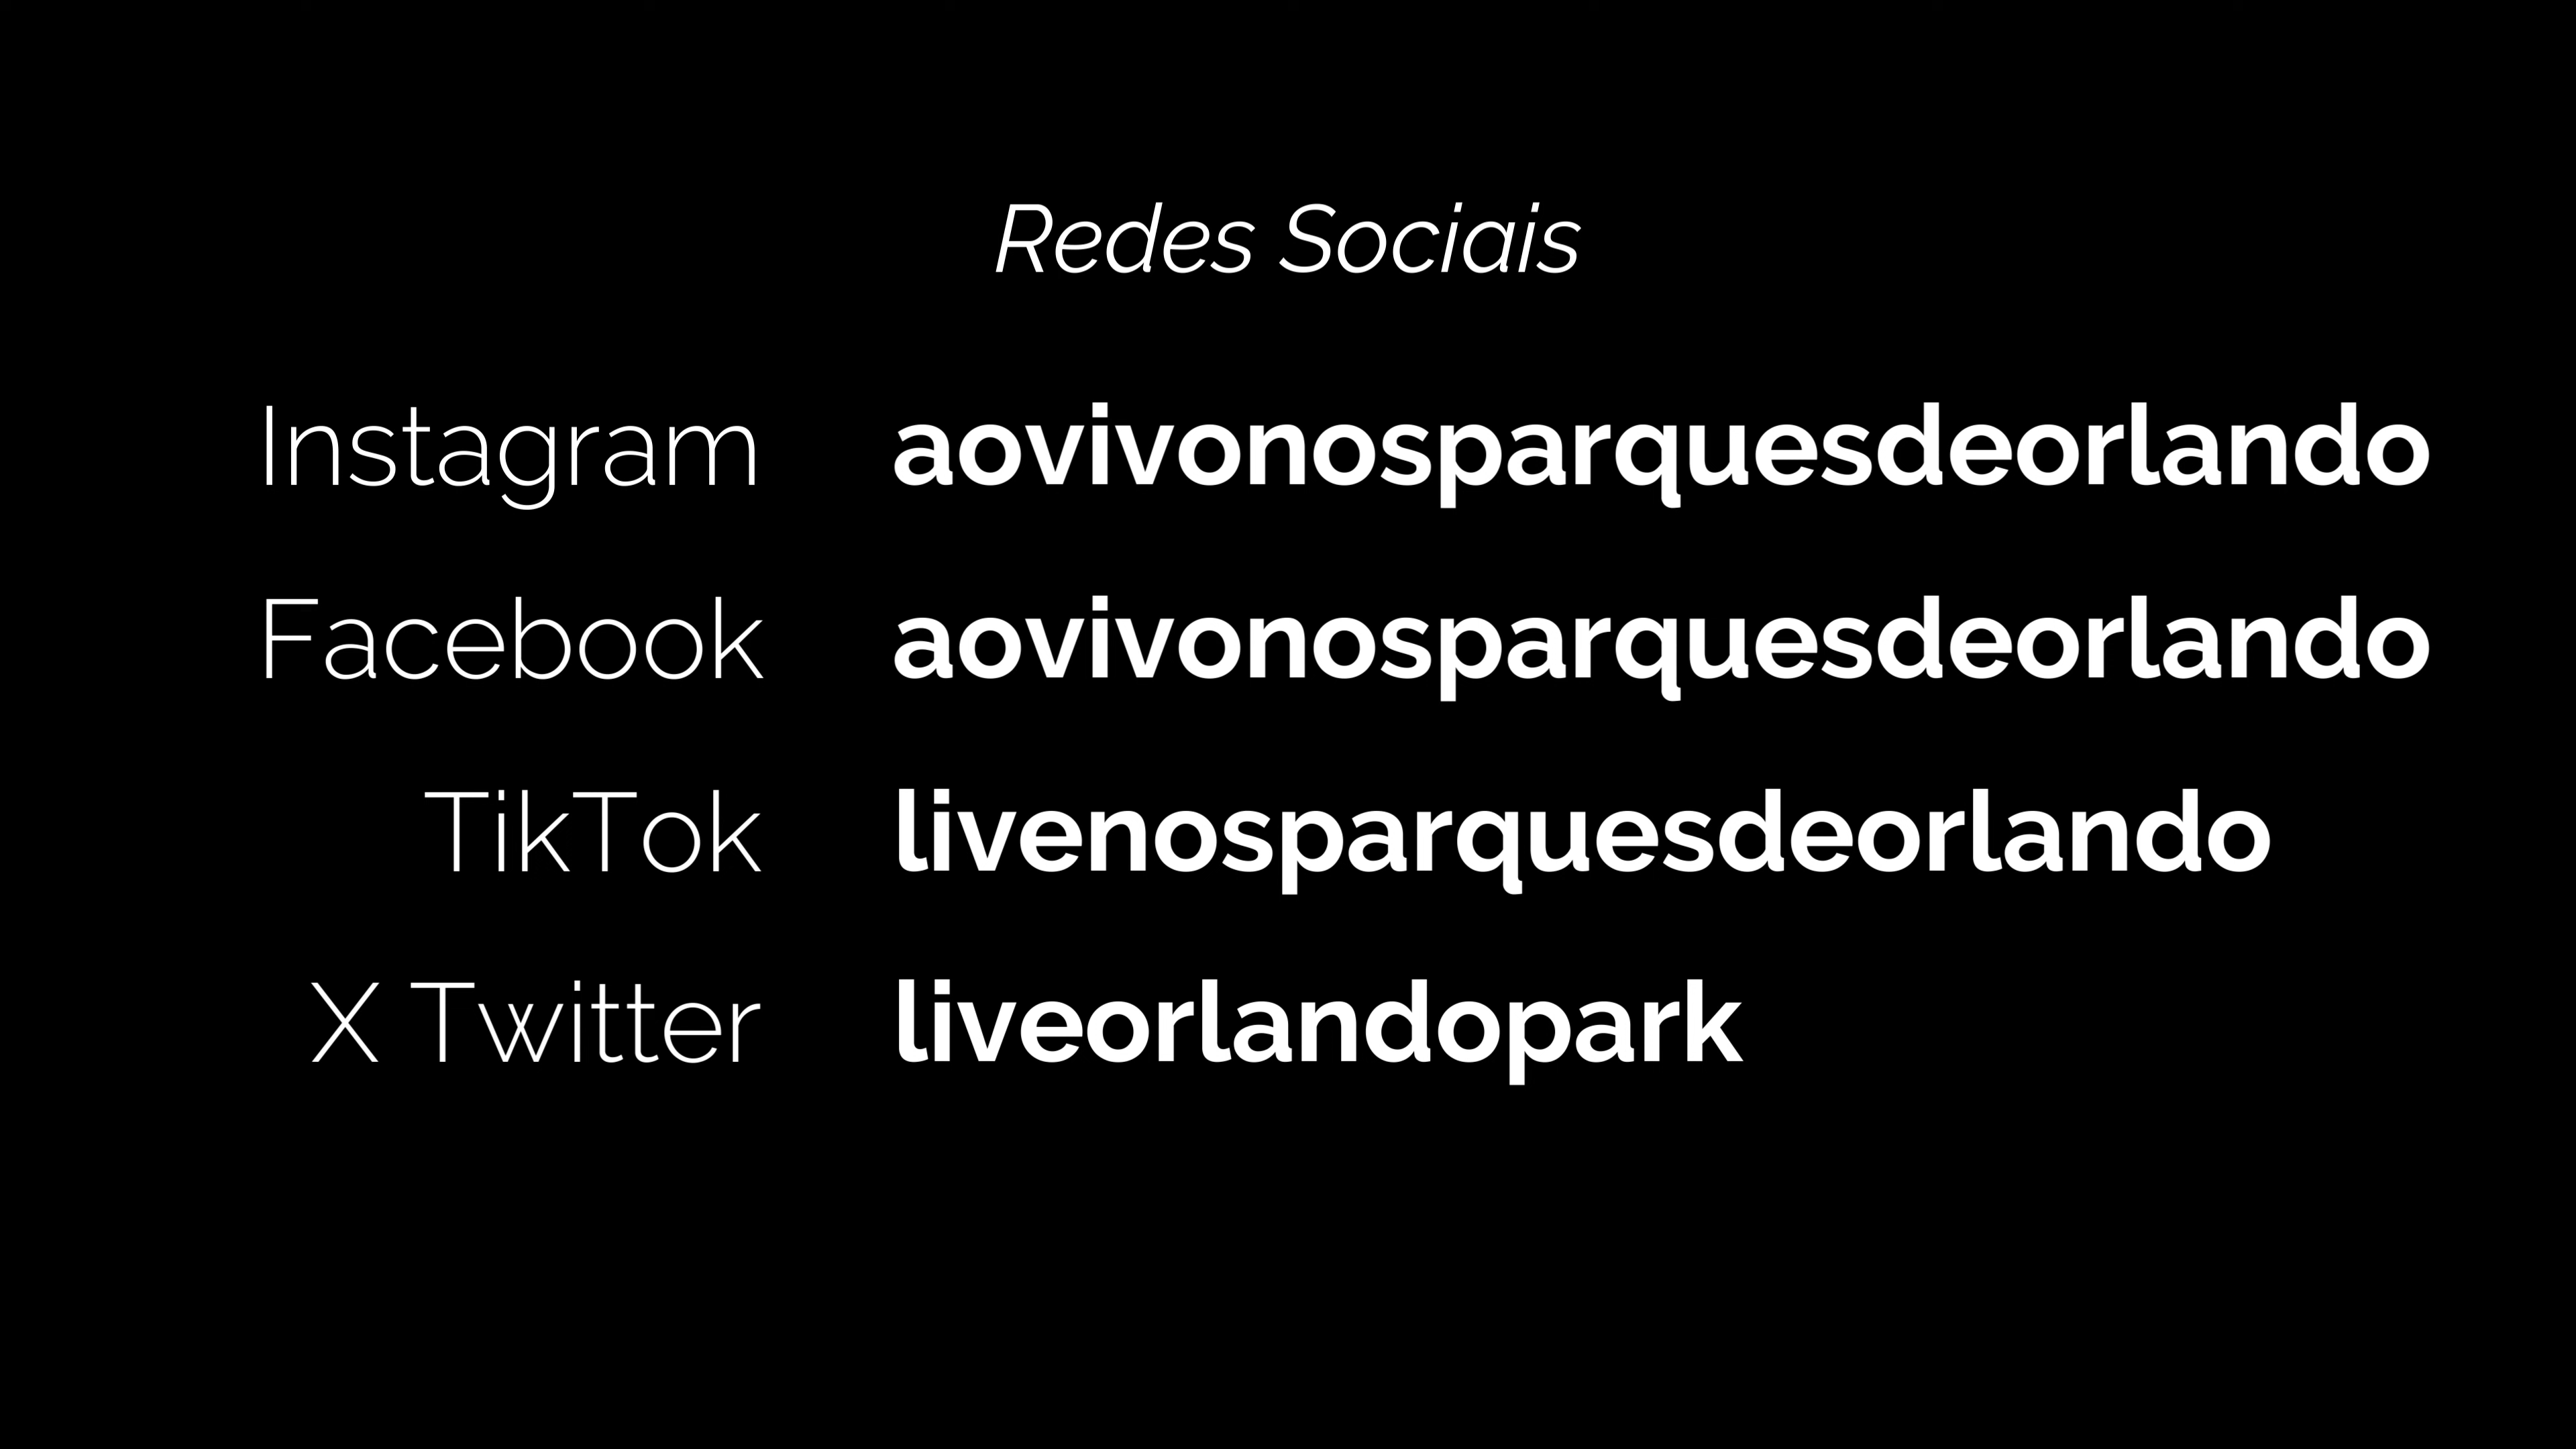 Redes Sociais
Instagram aovivonosparquesdeorlando
Facebook aovivonosparquesdeorlando
TikTok livenosparquesdeorlando
X Twitter liveorlandopark